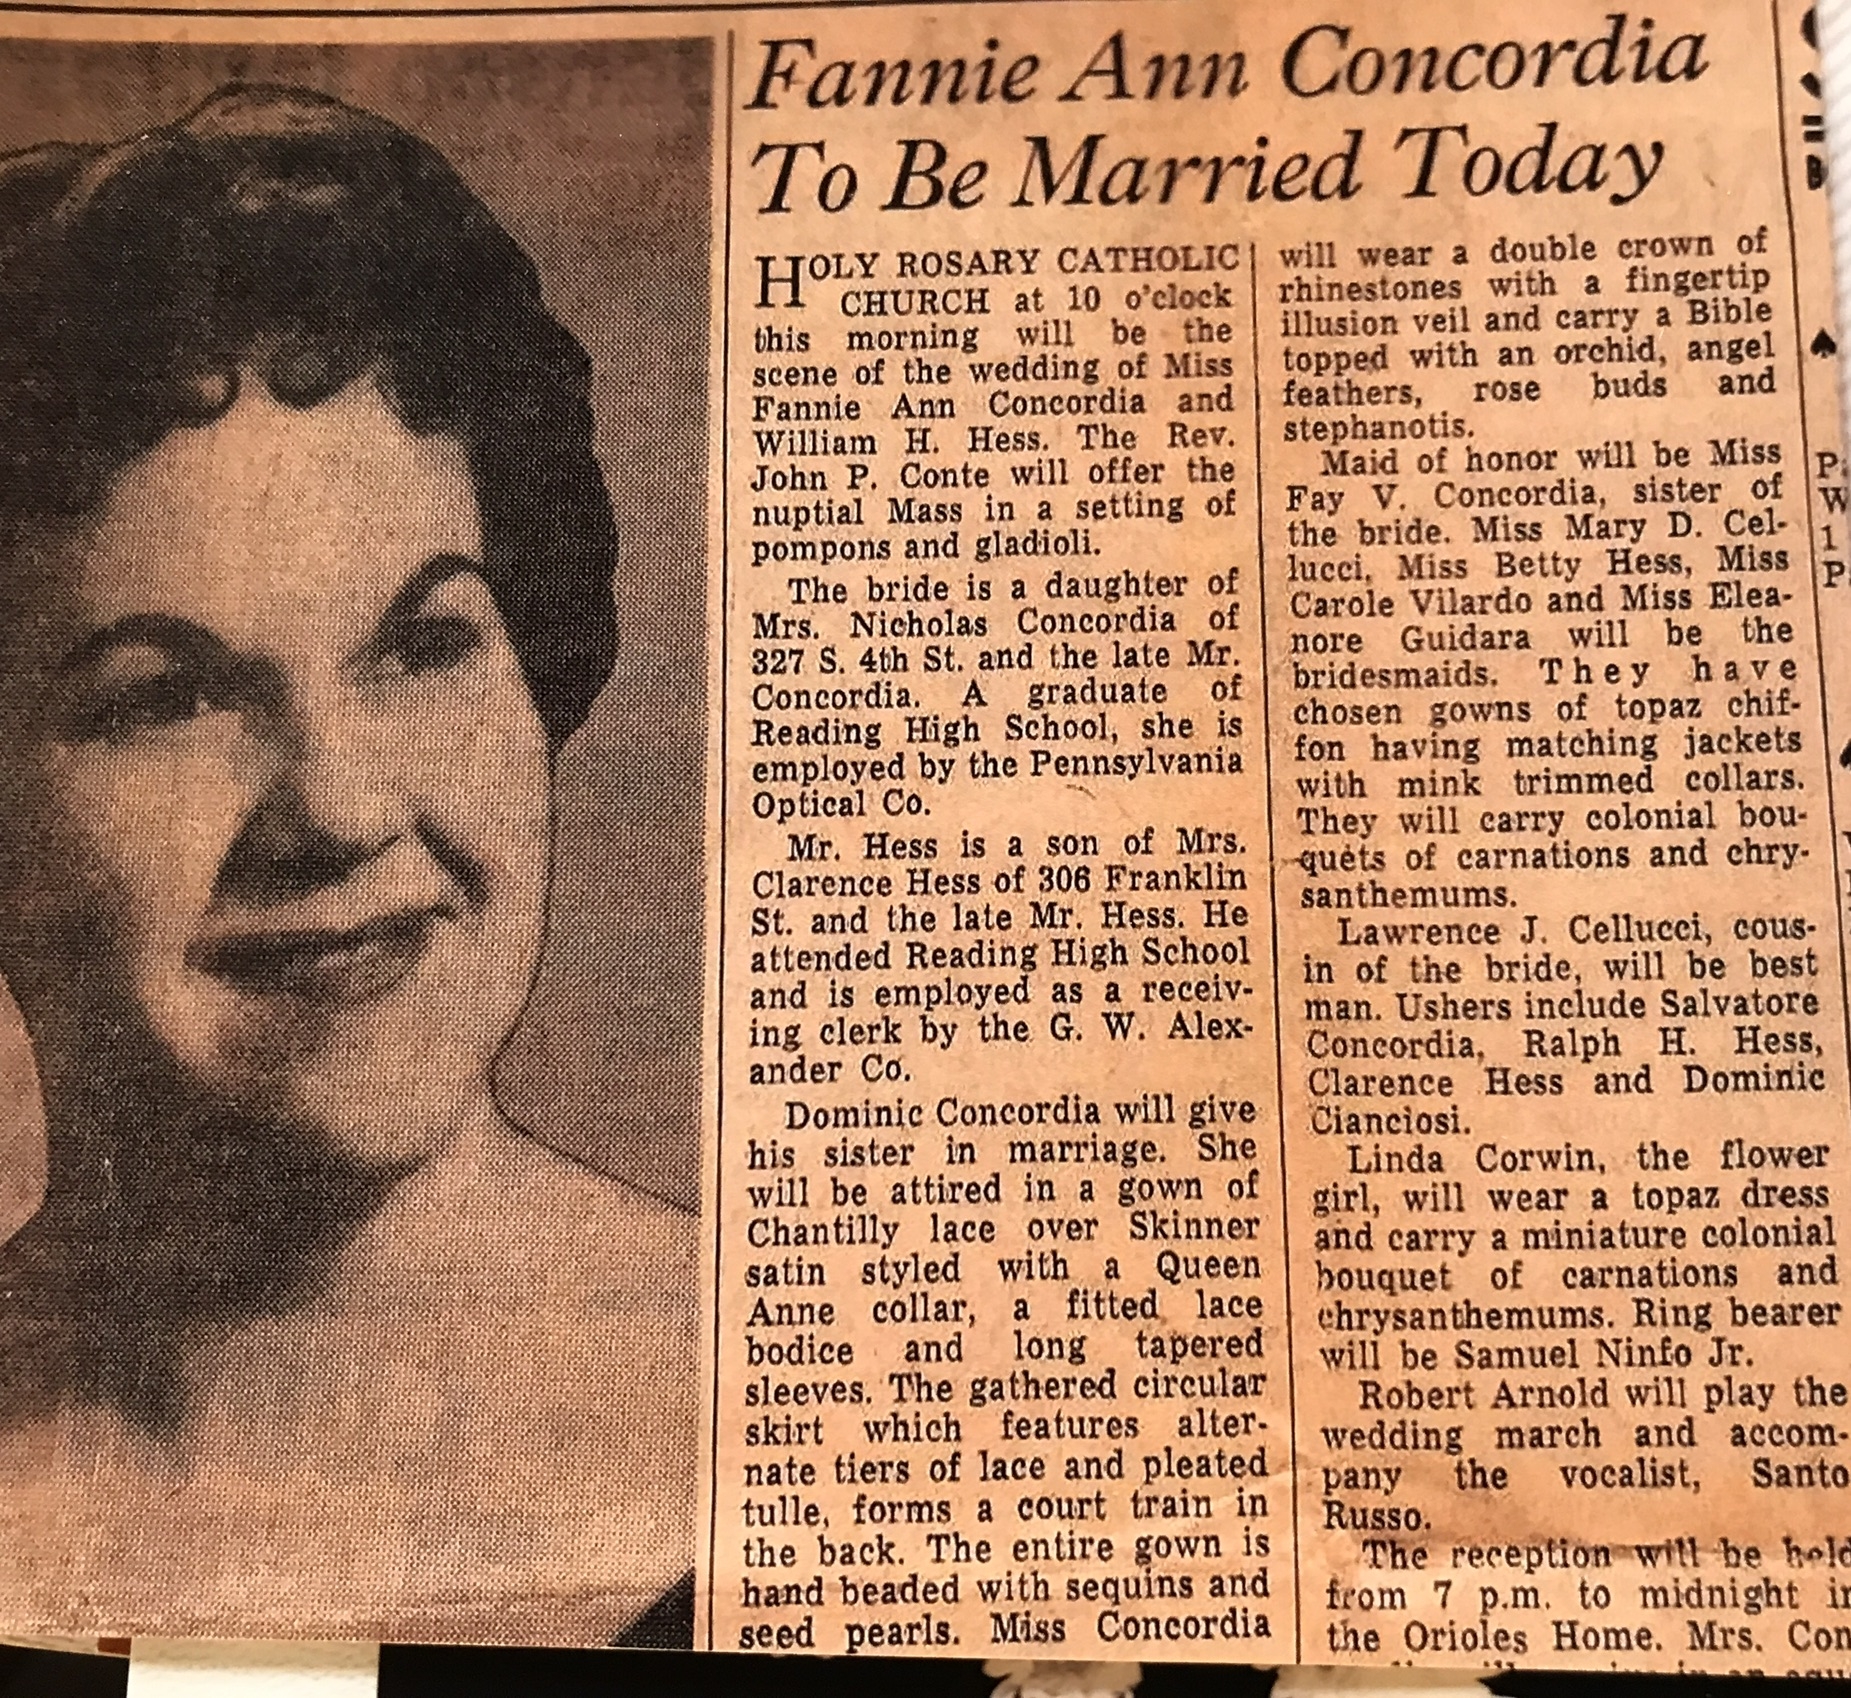 Fannie Ann Concordia
To Be Married Today
HOLY ROSARY CATHOLIC
CHURCH at 10 o'clock
this morning will be the
scene of the wedding of Miss
Fannie Ann Concordia and
William H. Hess. The Rev.
John P. Conte will offer the
nuptial Mass in a setting of
pompons and gladioli.
The bride is a daughter of
Mrs. Nicholas Concordia of
327 S. 4th St. and the late Mr.
Concordia. A graduate of
Reading High School, she is
employed by the Pennsylvania
Optical Co.
Mr. Hess is a son of Mrs.
Clarence Hess of 306 Franklin
St. and the late Mr. Hess. He
attended Reading High School
and is employed as a receiv-
ing clerk by the G. W. Alex-
ander Co.
Dominic Concordia will give
his sister in marriage. She
will be attired in a gown of
Chantilly lace over Skinner
satin styled with a Queen
Anne collar, a fitted lace
bodice and long tapered
sleeves. The gathered circular
skirt which features alter-
nate tiers of lace and pleated
tulle, forms a court train in
the back. The entire gown is
hand beaded with sequins and
seed pearls. Miss Concordia
will wear a double crown of
rhinestones with a fingertip
illusion veil and carry a Bible
topped with an orchid, angel
feathers, rose buds and
stephanotis.
Maid of honor will be Miss
Fay V. Concordia, sister of
the bride. Miss Mary D. Cel-
lucci, Miss Betty Hess, Miss
Carole Vilardo and Miss Elea-
nore Guidara will be the
bridesmaids. They have
chosen gowns of topaz chif-
fon having matching jackets
with mink trimmed collars.
They will carry colonial bou-
quets of carnations and chry-
santhemums.
Lawrence J. Cellucci, cous-
in of the bride, will be best
man. Ushers include Salvatore
Concordia, Ralph H. Hess,
Clarence Hess and Dominic
Cianciosi.
Linda Corwin, the flower
girl, will wear a topaz dress
and carry a miniature colonial
bouquet of carnations and
chrysanthemums. Ring bearer
will be Samuel Ninfo Jr.
Robert Arnold will play the
wedding march and accom-
pany the vocalist, Santo
Russo.
The reception will be held
from 7 p.m. to midnight in
the Orioles Home. Mrs. Con